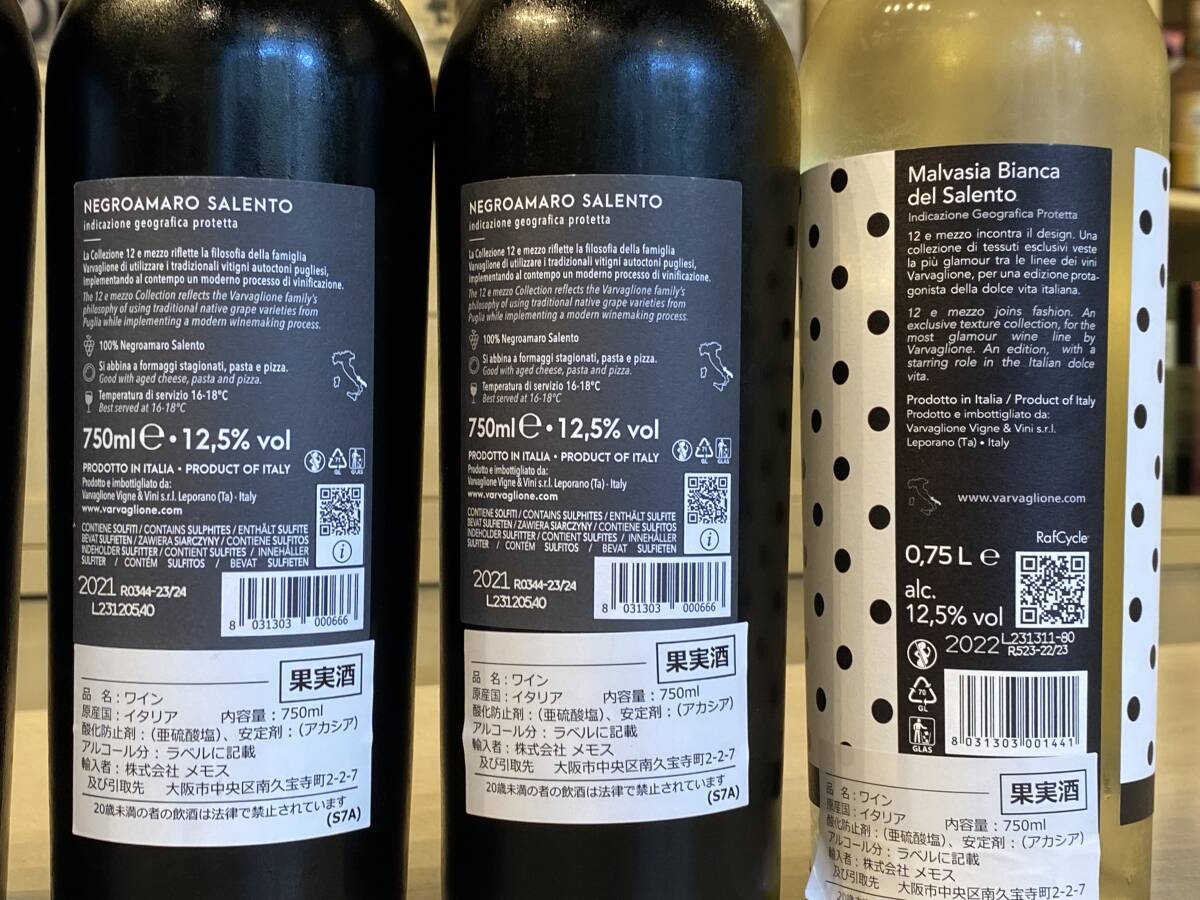 NEGROAMARO SALENTO
indicazione geografica protetta
La Collezione 12 e mezzo riflette la filosofia della famiglia
Varvaglione di utilizzare i tradizionali vitigni autoctoni pugliesi,
implementando al contempo un moderno processo di vinificazione.
The 12 e mezzo Collection reflects the Varvaglione family's
philosophy of using traditional native grape varieties from
Puglia while implementing a modern winemaking process.
100% Negroamaro Salento
Si abbina a formaggi stagionati, pasta e pizza.
Good with aged cheese, pasta and pizza.
Temperatura di servizio 16-18°C
Best served at 16-18°C
750ml e • 12,5% vol
PRODOTTO IN ITALIA • PRODUCT OF ITALY
GL
GLAS
Prodotto e imbottigliato da:
Varvaglione Vigne & Vini s.r.l. Leporano (Ta) - Italy
www.varvaglione.com
CONTIENE SOLFITI / CONTAINS SULPHITES / ENTHÄLT SULFITE
BEVAT SULFIETEN / ZAWIERA SIARCZYNY / CONTIENE SULFITOS
INDEHOLDER SULFITTER / CONTIENT SULFITES / INNEHÅLLER
SULFITER / CONTÉM SULFITOS / BEVAT SULFIETEN
i
2021 R0344-23/24
L.231205,40
8 031303 000666
果実酒
品 名：ワイン
原産国：イタリア 内容量：750ml
酸化防止剤：（亜硫酸塩）、安定剤：（アカシア）
アルコール分：ラベルに記載
輸入者：株式会社 メモス
及び引取先 大阪市中央区南久宝寺町2-2-7
20歳未満の者の飲酒は法律で禁止されています
(S7A)
NEGROAMARO SALENTO
indicazione geografica protetta
La Collezione 12 e mezzo riflette la filosofia della famiglia
Varvaglione di utilizzare i tradizionali vitigni autoctoni pugliesi,
implementando al contempo un moderno processo di vinificazione.
The 12 e mezzo Collection reflects the Varvaglione family's
philosophy of using traditional native grape varieties from
Puglia while implementing a modern winemaking process.
100% Negroamaro Salento
Si abbina a formaggi stagionati, pasta e pizza.
Good with aged cheese, pasta and pizza.
Temperatura di servizio 16-18°C
Best served at 16-18°C
750ml e • 12,5% vol
PRODOTTO IN ITALIA • PRODUCT OF ITALY
GL
GLAS
Prodotto e imbottigliato da:
Varvaglione Vigne & Vini s.r.l. Leporano (Ta) - Italy
www.varvaglione.com
CONTIENE SOLFITI / CONTAINS SULPHITES / ENTHÄLT SULFITE
BEVAT SULFIETEN / ZAWIERA SIARCZYNY / CONTIENE SULFITOS
INDEHOLDER SULFITTER / CONTIENT SULFITES / INNEHÅLLER
SULFITER / CONTÉM SULFITOS / BEVAT SULFIETEN
i
2021 R0344-23/24
L.231205,40
8 031303 000666
果実酒
品 名：ワイン
原産国：イタリア 内容量：750ml
酸化防止剤：（亜硫酸塩）、安定剤：（アカシア）
アルコール分：ラベルに記載
輸入者：株式会社 メモス
及び引取先 大阪市中央区南久宝寺町2-2-7
20歳未満の者の飲酒は法律で禁止されています
(S7A)
Malvasia Bianca
del Salento
Indicazione Geografica Protetta
12 e mezzo incontra il design. Una
collezione di tessuti esclusivi veste
la più glamour tra le linee dei vini
Varvaglione, per una edizione prota-
gonista della dolce vita italiana.
12 e mezzo joins fashion. An
exclusive texture collection, for the
most glamour wine line by
Varvaglione. An edition, with a
starring role in the Italian dolce
vita.
Prodotto in Italia / Product of Italy
Prodotto e imbottigliato da:
Varvaglione Vigne & Vini s.r.l.
Leporano (Ta) • Italy
www.varvaglione.com
RafCycle
0,75 L e
alc.
12,5% vol
2022 L.231311-80
R523-22/23
70
GL
GLAS
8 031303 001441
果実酒
品 名：ワイン
原産国：イタリア 内容量：750ml
酸化防止剤：（亜硫酸塩）、安定剤：（アカシア）
アルコール分：ラベルに記載
輸入者：株式会社 メモス
及び引取先 大阪市中央区南久宝寺町2-2-7